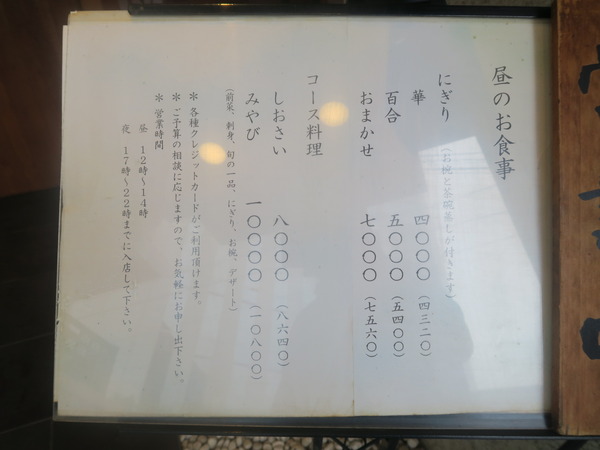 昼のお食事
にぎり（お椀と茶碗蒸しが付きます）
華　四〇〇〇（四三二〇）
百合　五〇〇〇（五四〇〇）
おまかせ　七〇〇〇（七五六〇）
コース料理
しおさい　八〇〇〇（八六四〇）
みやび　一〇〇〇〇（一〇八〇〇）
（前菜、刺身、旬の一品、にぎり、お椀、デザート）
＊各種クレジットカードがご利用頂けます。
＊ご予算の相談に応じますので、お気軽にお申し出下さい。
＊営業時間
昼　12時〜14時
夜　17時〜22時までに入店して下さい。